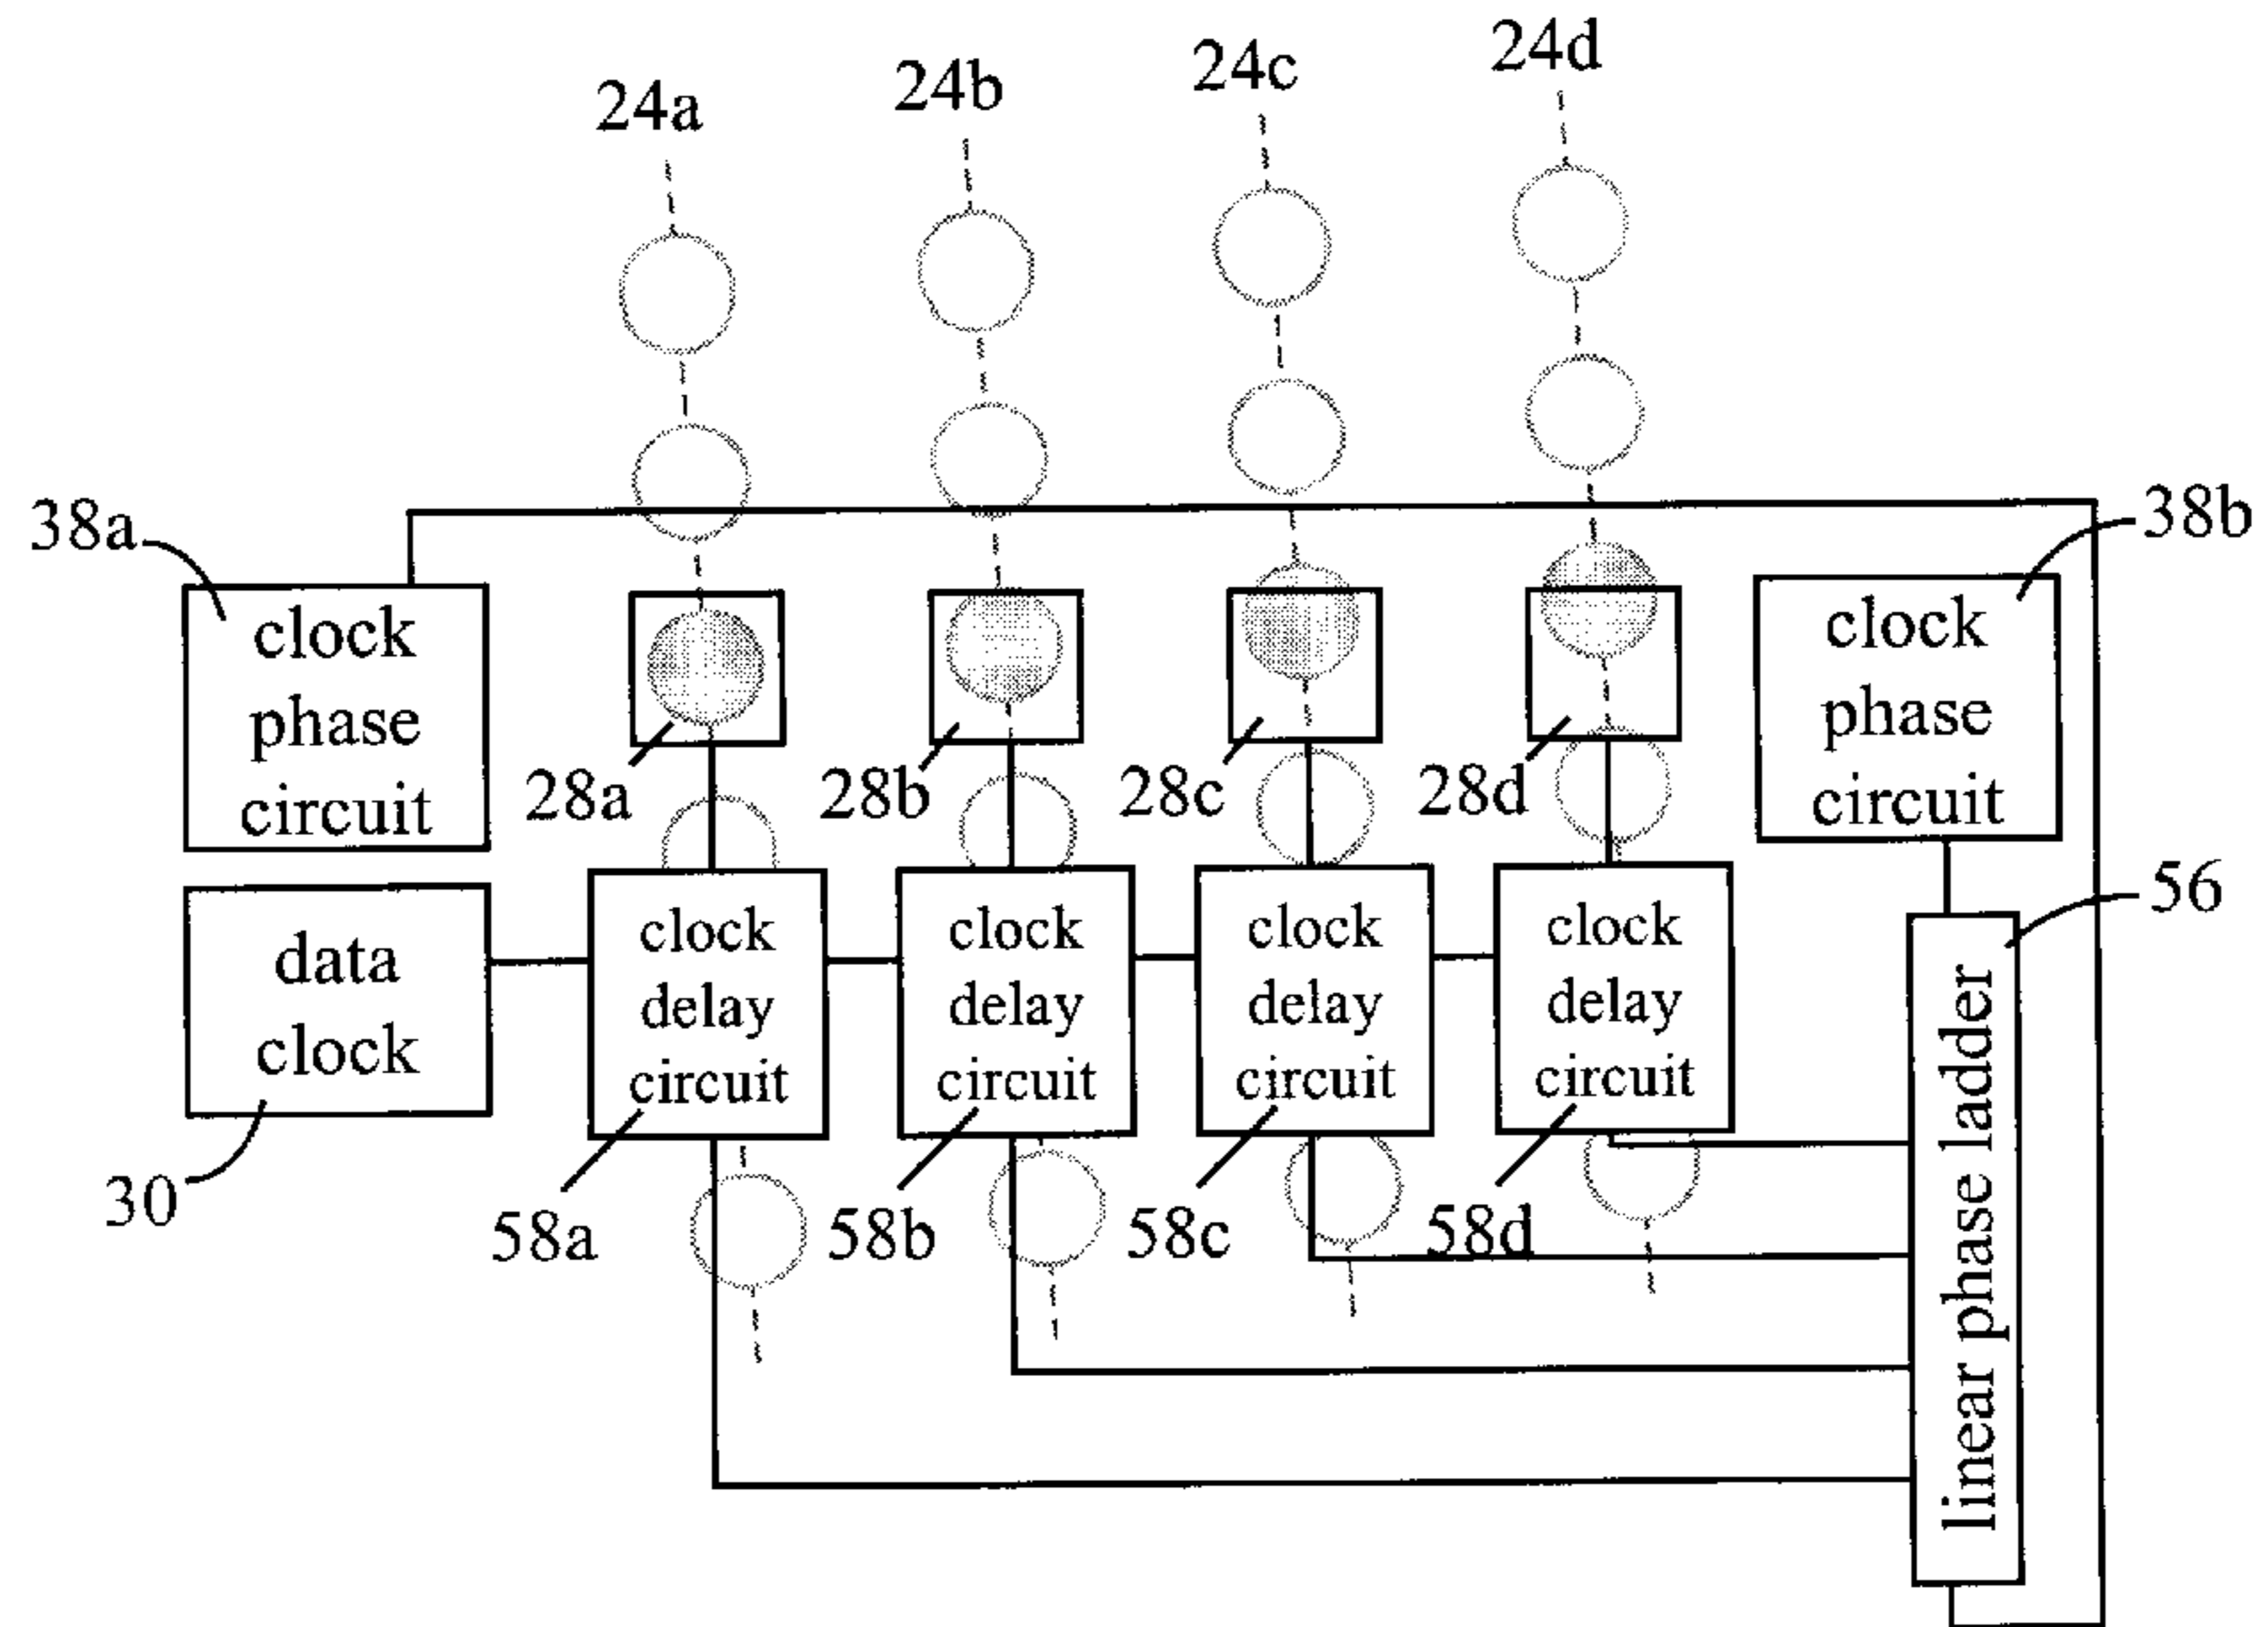 24a
24b
24c
24d
38a
38b
clock
phase
circuit
28a
28b
28c
28d
clock
phase
circuit
56
data
clock
30
clock
delay
circuit
58a
clock
delay
circuit
58b
clock
delay
circuit
58c
clock
delay
circuit
58d
linear phase ladder